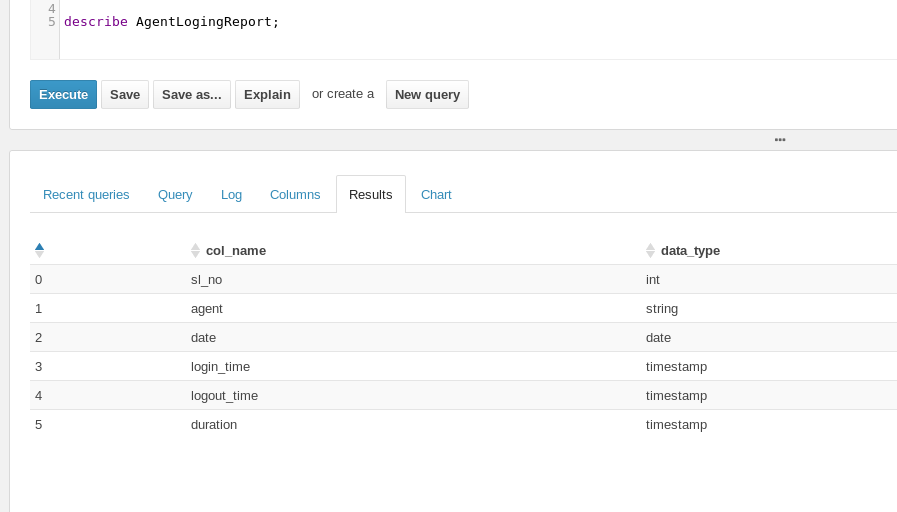 4
5 describe AgentLogingReport;
Execute Save Save as... Explain or create a New query
Recent queries Query Log Columns Results Chart
col_name data_type
0 sl_no int
1 agent string
2 date date
3 login_time timestamp
4 logout_time timestamp
5 duration timestamp